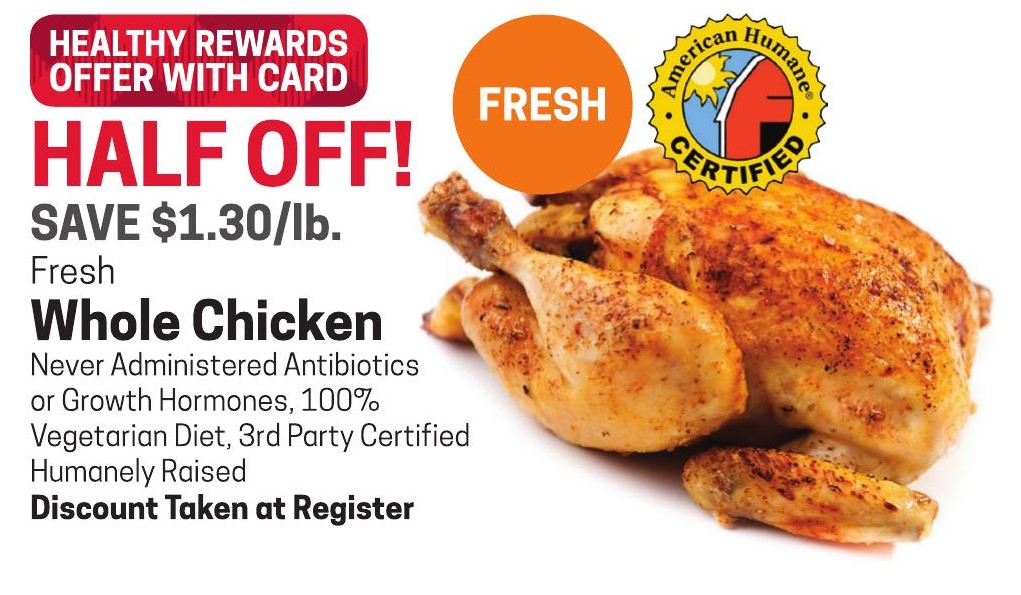 HEALTHY REWARDS
OFFER WITH CARD
HALF OFF!
SAVE $1.30/lb.
Fresh
Whole Chicken
Never Administered Antibiotics
or Growth Hormones, 100%
Vegetarian Diet, 3rd Party Certified
Humanely Raised
Discount Taken at Register
FRESH
American Humane®
CERTIFIED